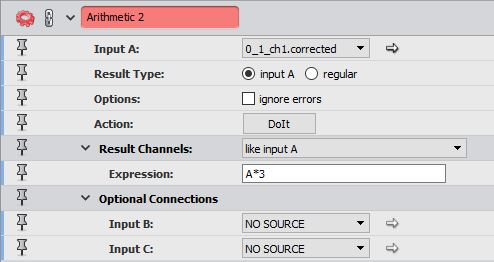 Arithmetic 2
Input A: 0_1_ch1.corrected
Result Type: input A regular
Options: ignore errors
Action: DoIt
Result Channels: like input A
Expression: A*3
Optional Connections
Input B: NO SOURCE
Input C: NO SOURCE